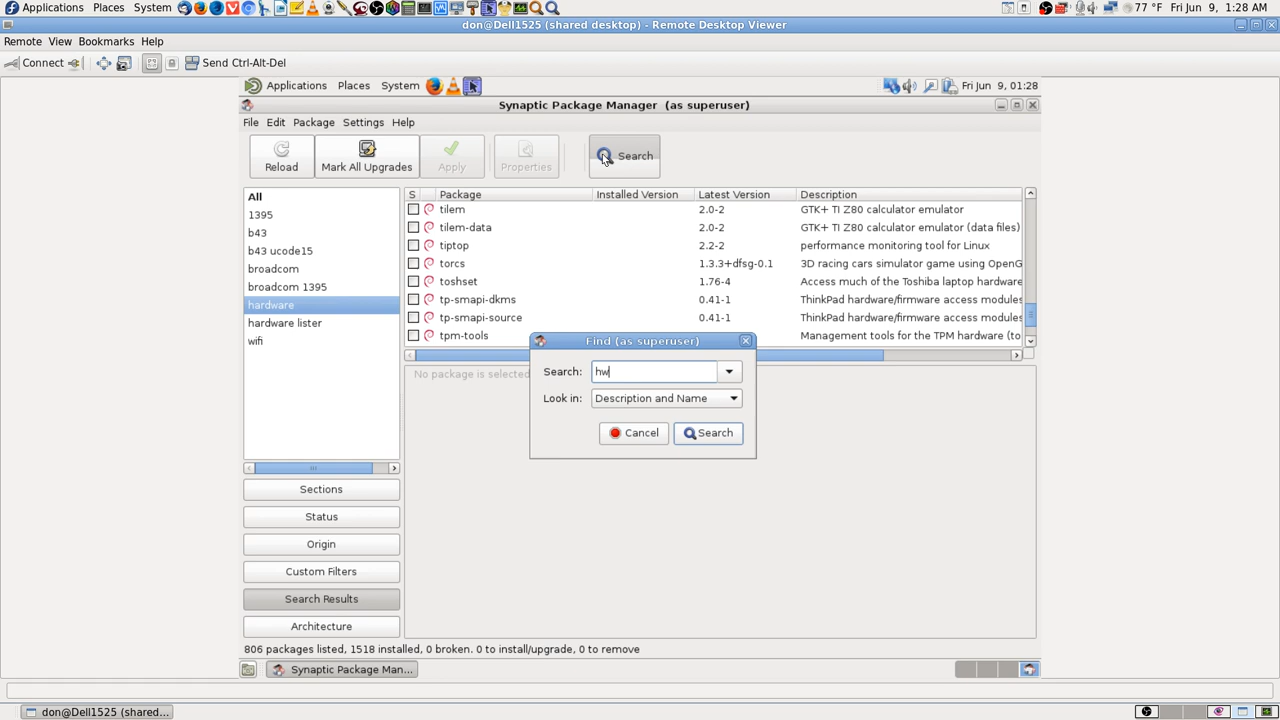 Applications Places System 77 °F Fri Jun 9, 1:28 AM
don@Dell1525 (shared desktop) - Remote Desktop Viewer
Remote View Bookmarks Help
Connect Send Ctrl-Alt-Del
Applications Places System Fri Jun 9, 01:28
Synaptic Package Manager (as superuser)
File Edit Package Settings Help
Reload Mark All Upgrades Apply Properties Search
All
1395
b43
b43 ucode15
broadcom
broadcom 1395
hardware
hardware lister
wifi
S Package Installed Version Latest Version Description
tilem 2.0-2 GTK+ TI Z80 calculator emulator
tilem-data 2.0-2 GTK+ TI Z80 calculator emulator (data files)
tiptop 2.2-2 performance monitoring tool for Linux
torcs 1.3.3+dfsg-0.1 3D racing cars simulator game using OpenG
toshset 1.76-4 Access much of the Toshiba laptop hardware
tp-smapi-dkms 0.41-1 ThinkPad hardware/firmware access modules
tp-smapi-source 0.41-1 ThinkPad hardware/firmware access modules
tpm-tools Management tools for the TPM hardware (to
No package is selected
Find (as superuser)
Search: hw
Look in: Description and Name
Cancel Search
Sections
Status
Origin
Custom Filters
Search Results
Architecture
806 packages listed, 1518 installed, 0 broken. 0 to install/upgrade, 0 to remove
Synaptic Package Man...
don@Dell1525 (shared...